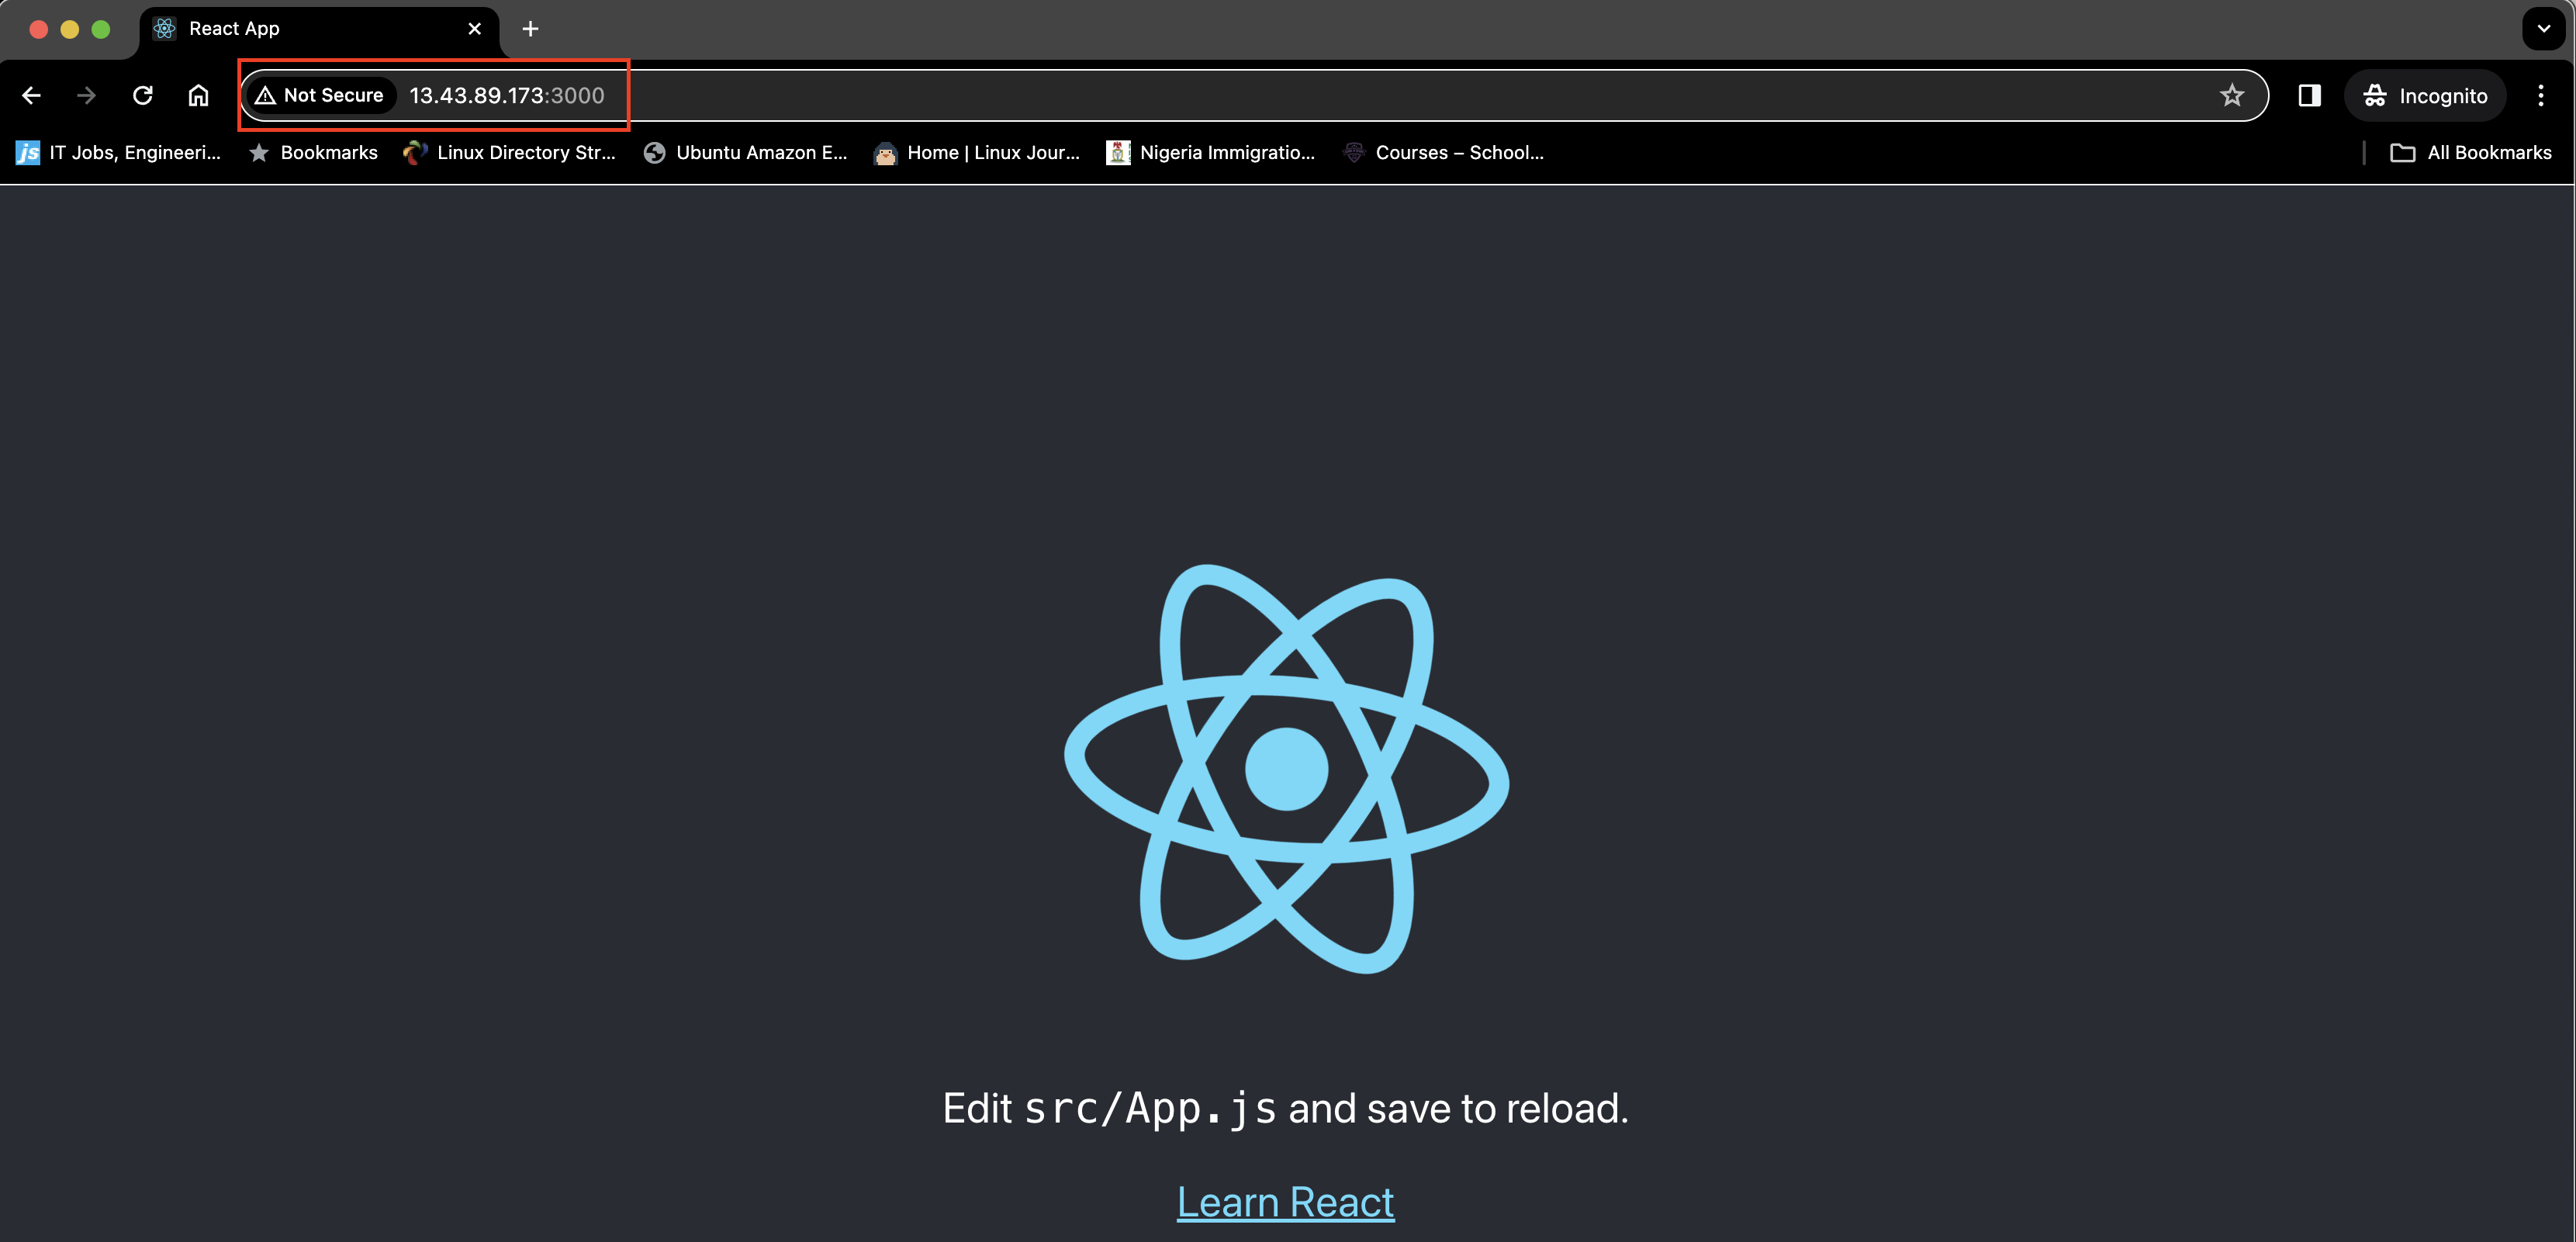 React App
Not Secure 13.43.89.173:3000 Incognito
js IT Jobs, Engineeri... Bookmarks Linux Directory Str... Ubuntu Amazon E... Home | Linux Jour... Nigeria Immigratio... Courses – School... All Bookmarks
Edit src/App.js and save to reload.
Learn React